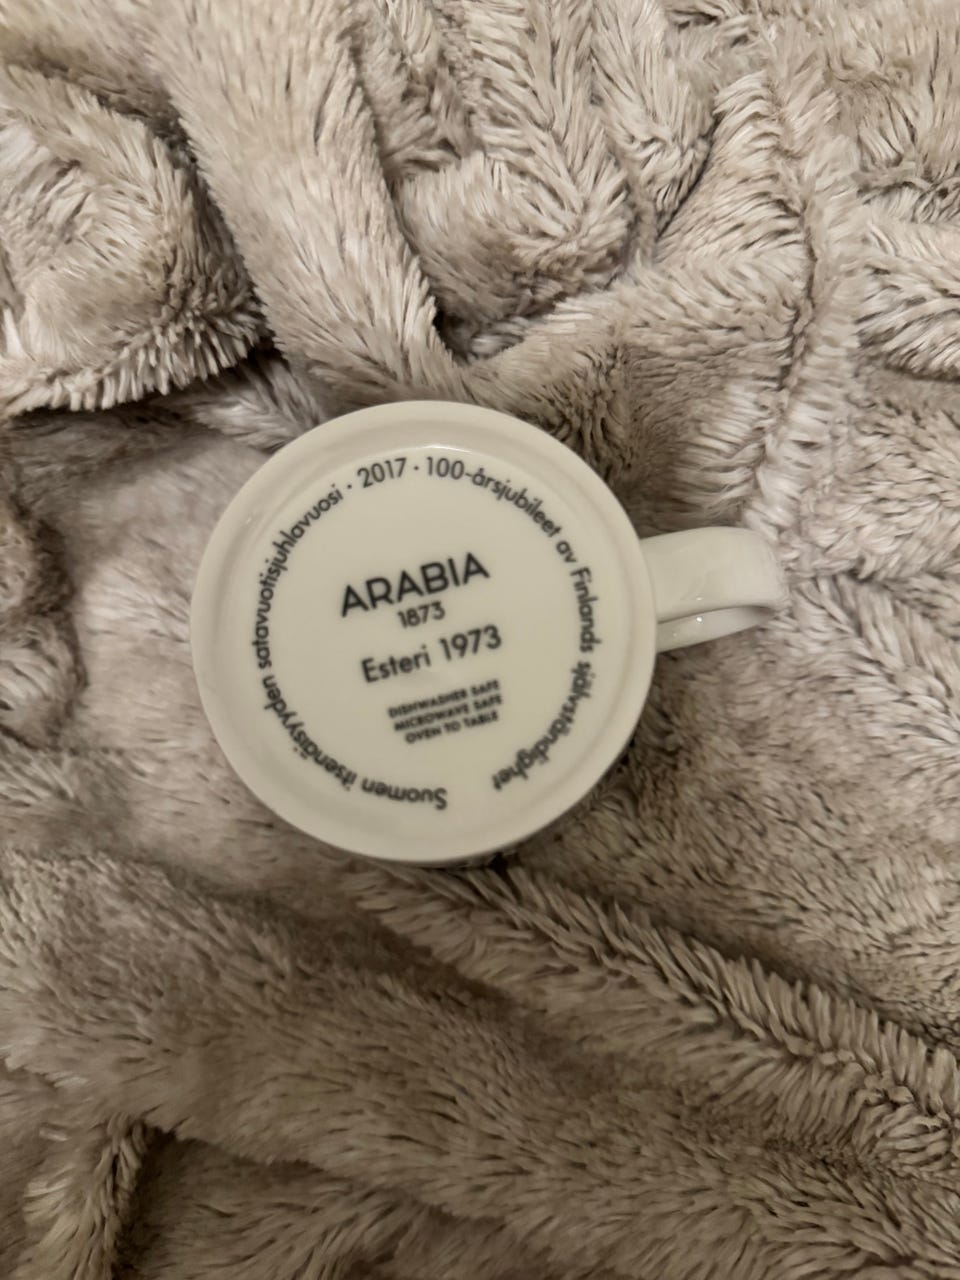 Suomen itsenäisyyden satavuotisjuhlavuosi • 2017 • 100-årsjubileet av Finlands självständighet
ARABIA
1873
Esteri 1973
DISHWASHER SAFE
MICROWAVE SAFE
OVEN TO TABLE